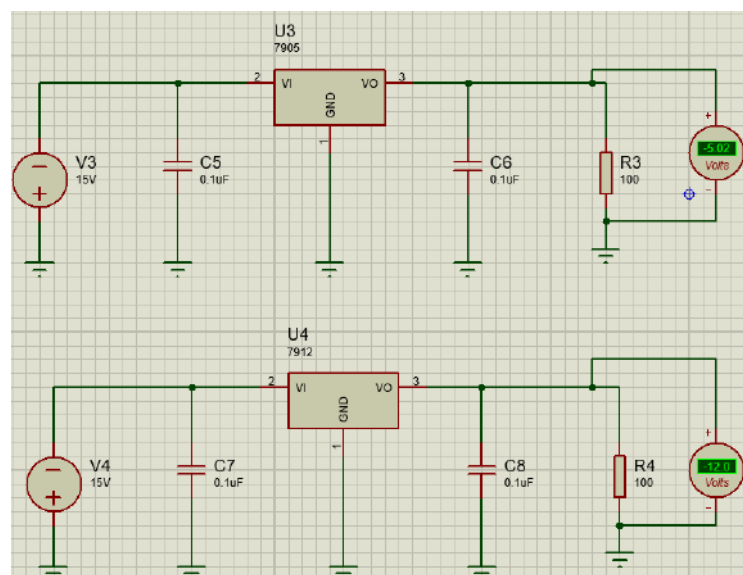 U3
7905
2 VI VO 3
GND
1
V3
15V
C5
0.1uF
C6
0.1uF
R3
100
+
-5.02
Volts
-
U4
7912
2 VI VO 3
GND
1
V4
15V
C7
0.1uF
C8
0.1uF
R4
100
+
-12.0
Volts
-